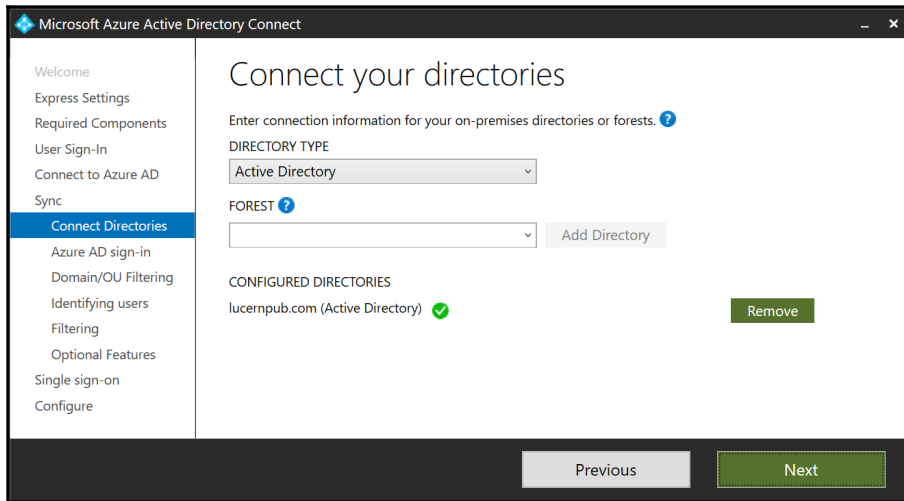 Microsoft Azure Active Directory Connect
Welcome
Express Settings
Required Components
User Sign-In
Connect to Azure AD
Sync
Connect Directories
Azure AD sign-in
Domain/OU Filtering
Identifying users
Filtering
Optional Features
Single sign-on
Configure
Connect your directories
Enter connection information for your on-premises directories or forests. ?
DIRECTORY TYPE
Active Directory
FOREST ?
Add Directory
CONFIGURED DIRECTORIES
lucernpub.com (Active Directory)
Remove
Previous
Next